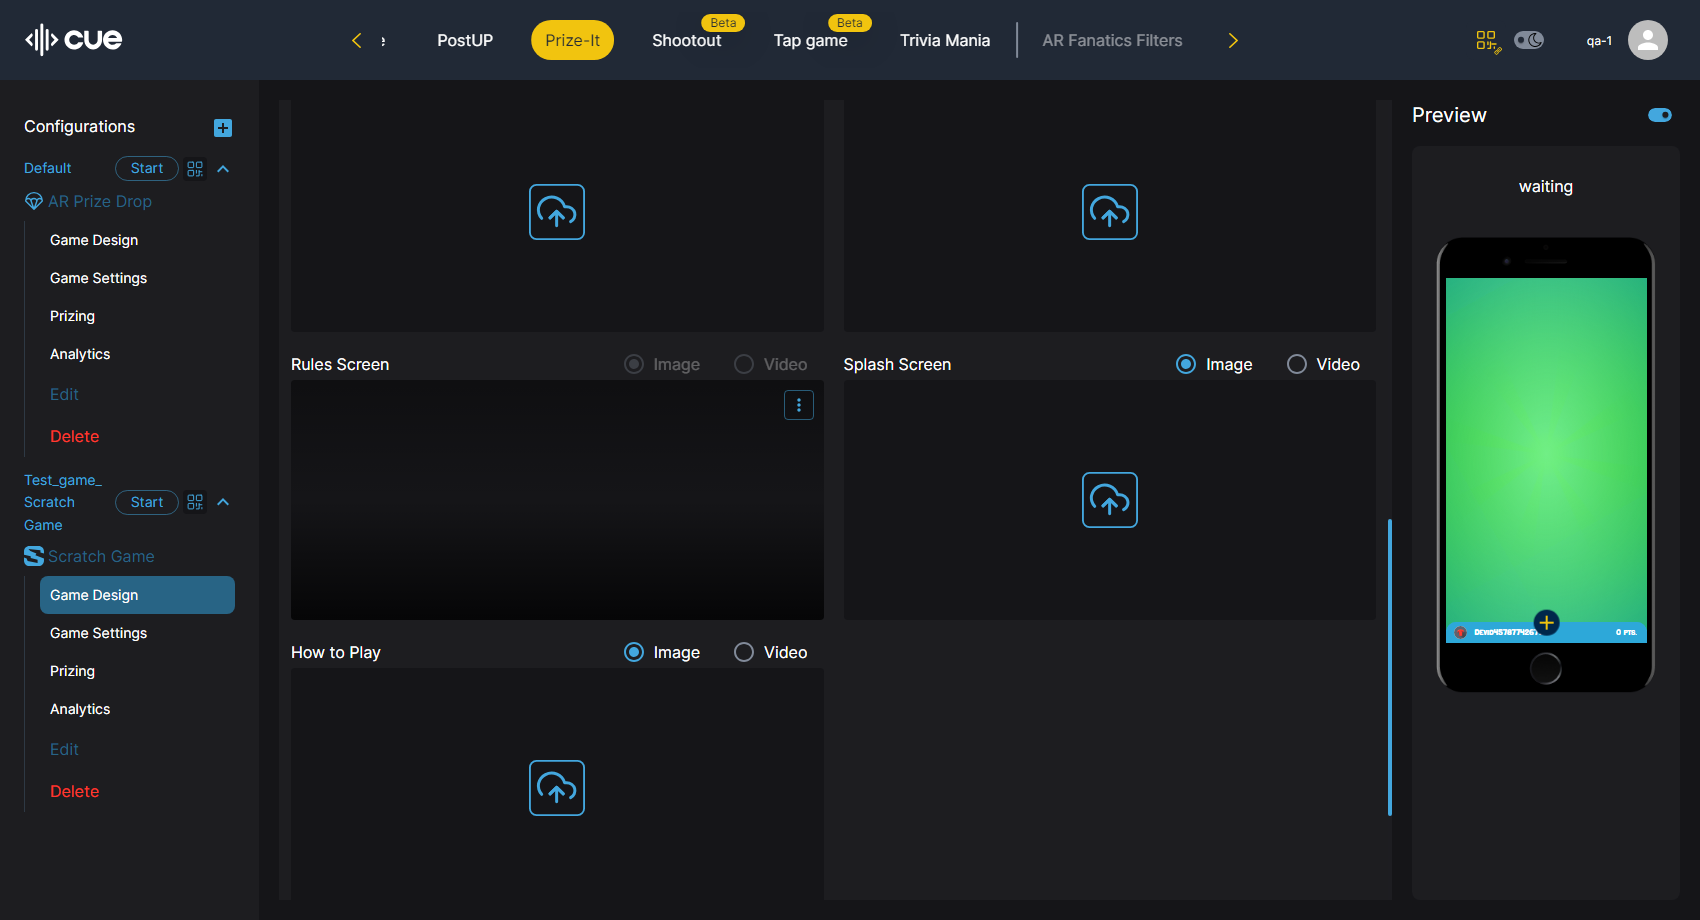 cue
PostUP
Prize-It
Beta
Shootout
Beta
Tap game
Trivia Mania
AR Fanatics Filters
qa-1
Configurations
Default
Start
AR Prize Drop
Game Design
Game Settings
Prizing
Analytics
Edit
Delete
Test_game_
Scratch
Game
Start
Scratch Game
Game Design
Game Settings
Prizing
Analytics
Edit
Delete
Rules Screen
Image
Video
Splash Screen
Image
Video
How to Play
Image
Video
Preview
waiting
0 PTS.